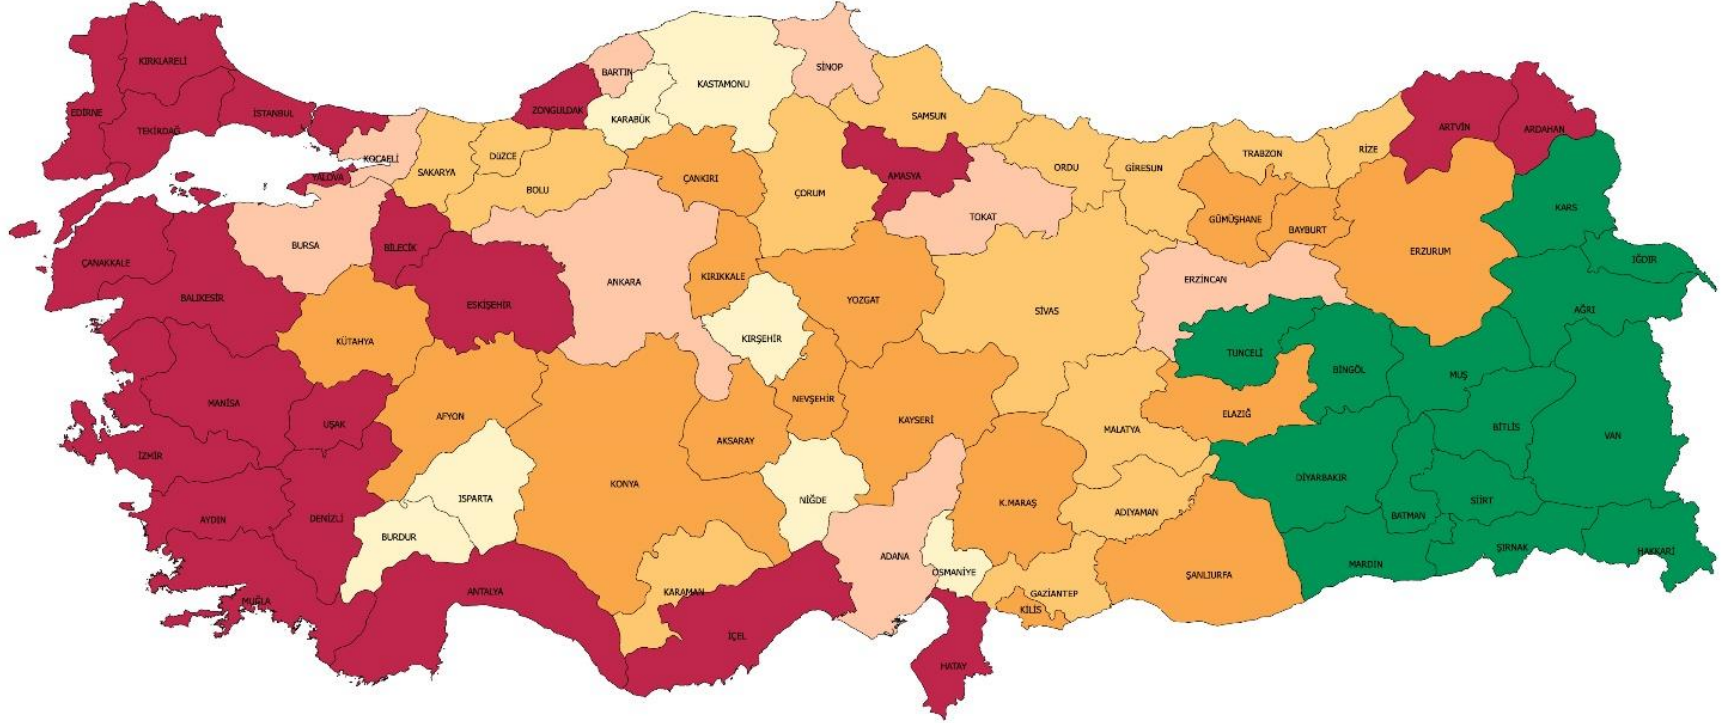 KIRKLARELİ
EDİRNE
TEKİRDAĞ
İSTANBUL
KOCAELİ
YALOVA
SAKARYA
DÜZCE
BOLU
ZONGULDAK
BARTIN
KARABÜK
KASTAMONU
SİNOP
SAMSUN
ÇANKIRI
ÇORUM
AMASYA
TOKAT
ORDU
GİRESUN
TRABZON
RİZE
ARTVİN
ARDAHAN
GÜMÜŞHANE
BAYBURT
ERZURUM
KARS
IĞDIR
AĞRI
ÇANAKKALE
BALIKESİR
BURSA
BİLECİK
ESKİŞEHİR
KÜTAHYA
ANKARA
KIRIKKALE
KIRŞEHİR
YOZGAT
SİVAS
ERZİNCAN
TUNCELİ
BİNGÖL
MUŞ
BİTLİS
VAN
MANİSA
UŞAK
AFYON
İZMİR
AYDIN
DENİZLİ
MUĞLA
BURDUR
ISPARTA
ANTALYA
KONYA
AKSARAY
NEVŞEHİR
KAYSERİ
NİĞDE
KARAMAN
İÇEL
ADANA
OSMANİYE
HATAY
K.MARAŞ
MALATYA
ELAZIĞ
ADIYAMAN
GAZİANTEP
KİLİS
ŞANLIURFA
DİYARBAKIR
BATMAN
SİİRT
MARDİN
ŞIRNAK
HAKKARİ